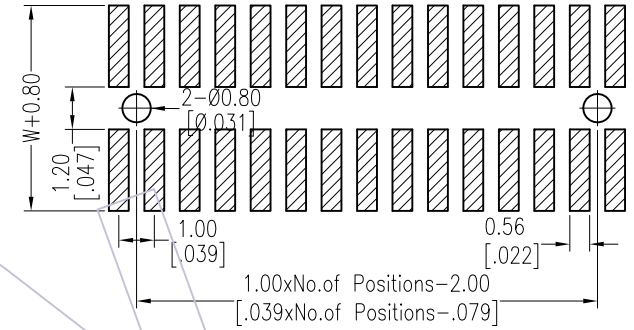 W+0.80
2-Ø0.80
[Ø.031]
1.20
[.047]
1.00
[.039]
0.56
[.022]
1.00xNo.of Positions-2.00
[.039xNo.of Positions-.079]